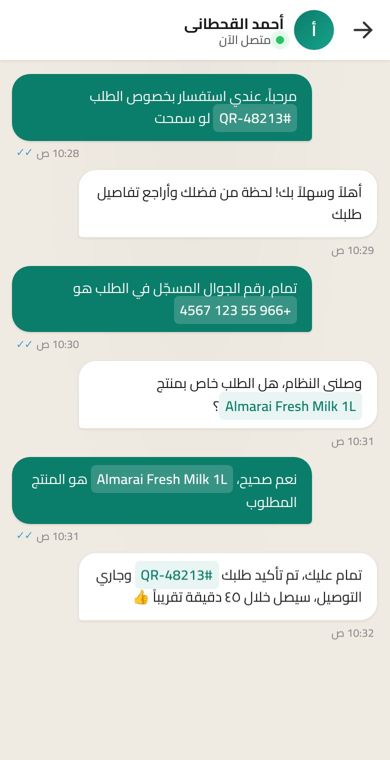 أحمد القحطاني
أ
متصل الآن
مرحباً، عندي استفسار بخصوص الطلب
#QR-48213 لو سمحت
10:28 ص ✓✓
أهلاً وسهلاً بك! لحظة من فضلك وأراجع تفاصيل
طلبك
10:29 ص
تمام، رقم الجوال المسجّل في الطلب هو
+966 55 123 4567
10:30 ص ✓✓
وصلني النظام، هل الطلب خاص بمنتج
Almarai Fresh Milk 1L ؟
10:31 ص
نعم صحيح، Almarai Fresh Milk 1L هو المنتج
المطلوب
10:31 ص ✓✓
تمام عليك، تم تأكيد طلبك #QR-48213 وجاري
التوصيل، سيصل خلال ٤٥ دقيقة تقريباً 👍
10:32 ص